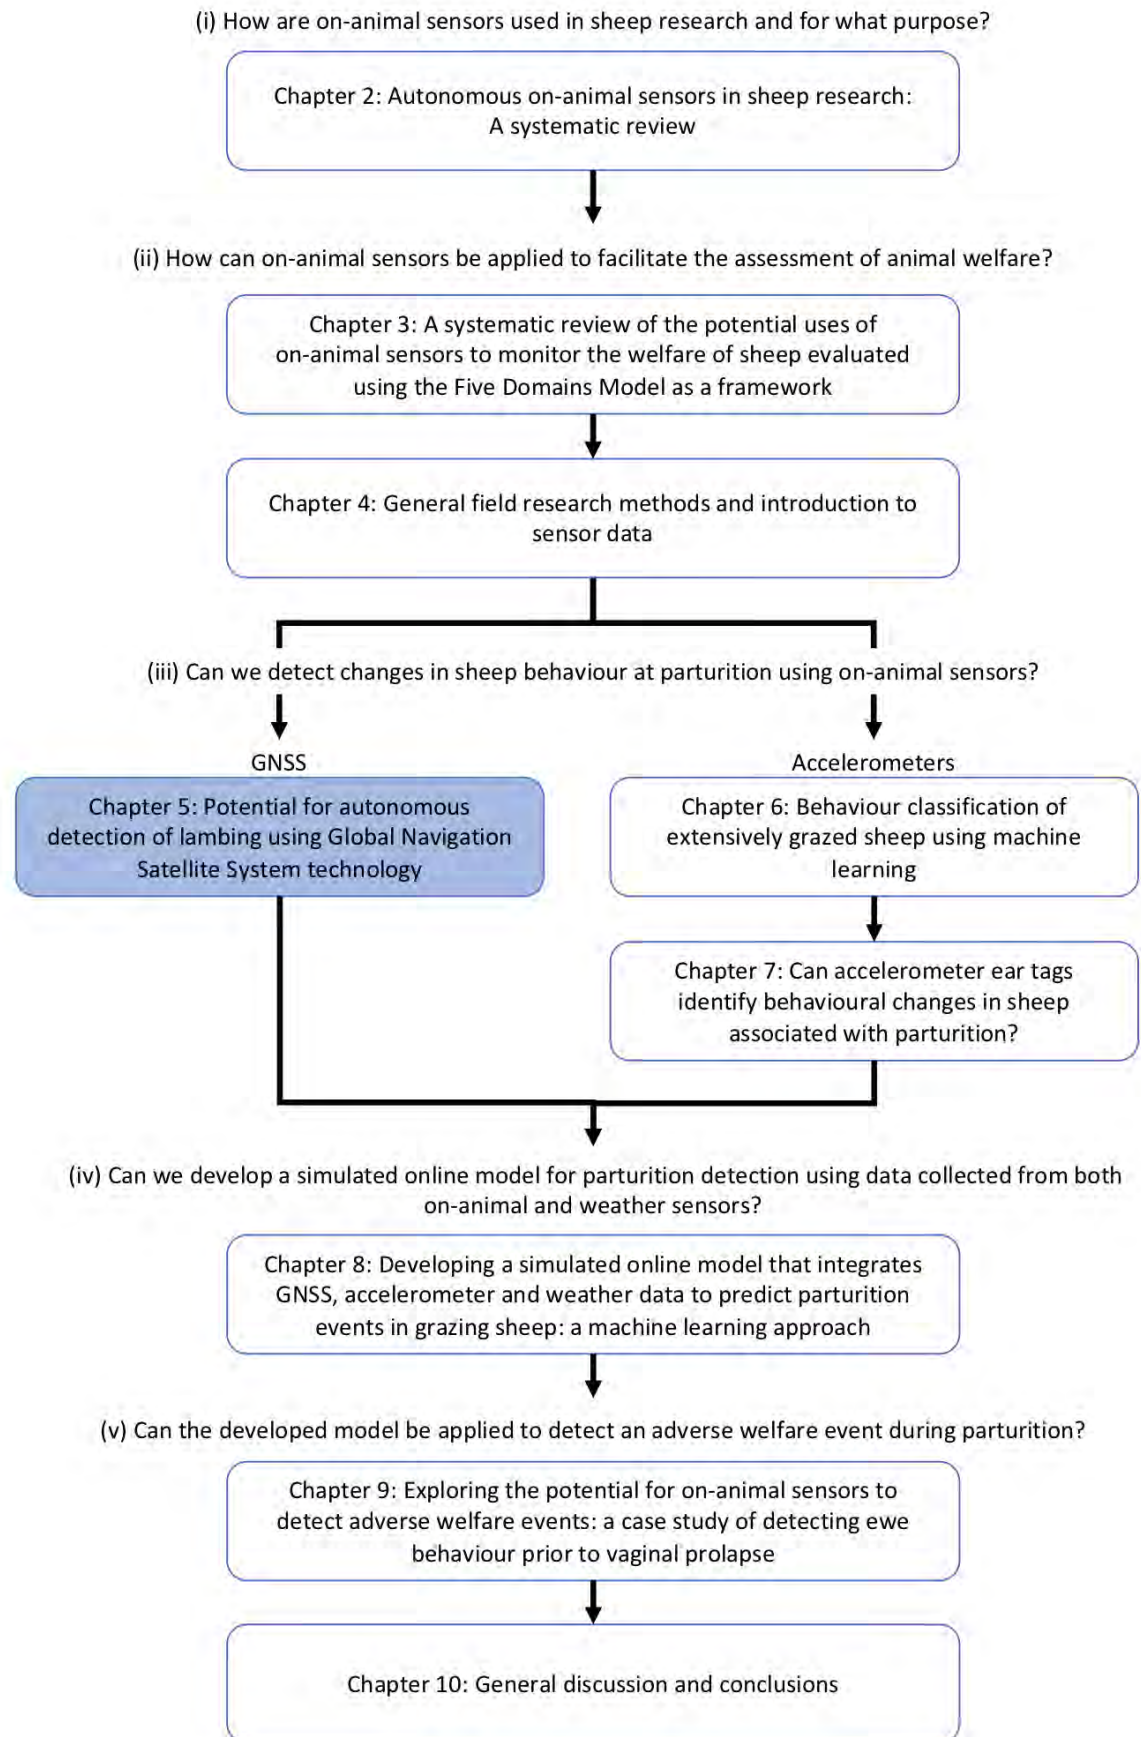 (i) How are on-animal sensors used in sheep research and for what purpose?
Chapter 2: Autonomous on-animal sensors in sheep research:
A systematic review
(ii) How can on-animal sensors be applied to facilitate the assessment of animal welfare?
Chapter 3: A systematic review of the potential uses of
on-animal sensors to monitor the welfare of sheep evaluated
using the Five Domains Model as a framework
Chapter 4: General field research methods and introduction to
sensor data
(iii) Can we detect changes in sheep behaviour at parturition using on-animal sensors?
GNSS
Chapter 5: Potential for autonomous
detection of lambing using Global Navigation
Satellite System technology
Accelerometers
Chapter 6: Behaviour classification of
extensively grazed sheep using machine
learning
Chapter 7: Can accelerometer ear tags
identify behavioural changes in sheep
associated with parturition?
(iv) Can we develop a simulated online model for parturition detection using data collected from both
on-animal and weather sensors?
Chapter 8: Developing a simulated online model that integrates
GNSS, accelerometer and weather data to predict parturition
events in grazing sheep: a machine learning approach
(v) Can the developed model be applied to detect an adverse welfare event during parturition?
Chapter 9: Exploring the potential for on-animal sensors to
detect adverse welfare events: a case study of detecting ewe
behaviour prior to vaginal prolapse
Chapter 10: General discussion and conclusions